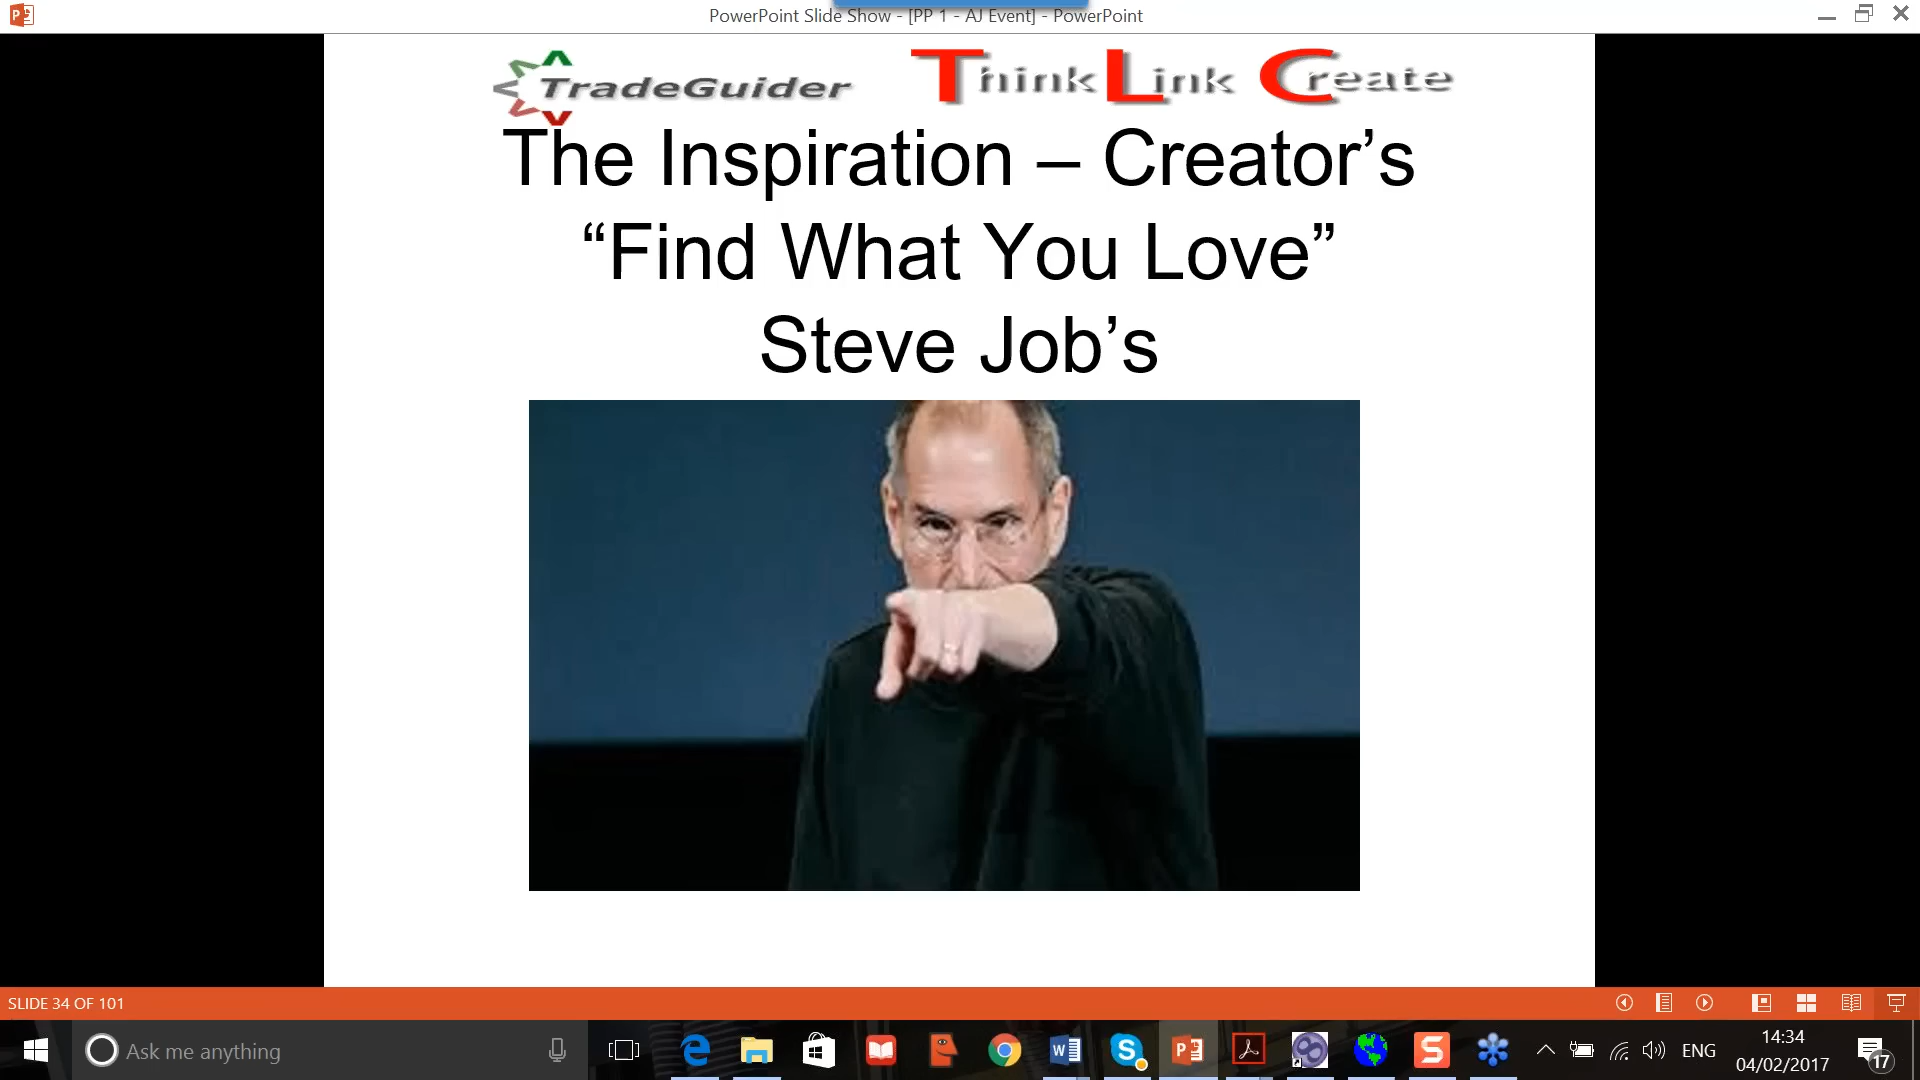 PowerPoint Slide Show - [PP 1 - AJ Event] - PowerPoint
TradeGuider Think Link Create
The Inspiration – Creator’s
“Find What You Love”
Steve Job’s
SLIDE 34 OF 101
Ask me anything
ENG
14:34
04/02/2017
17